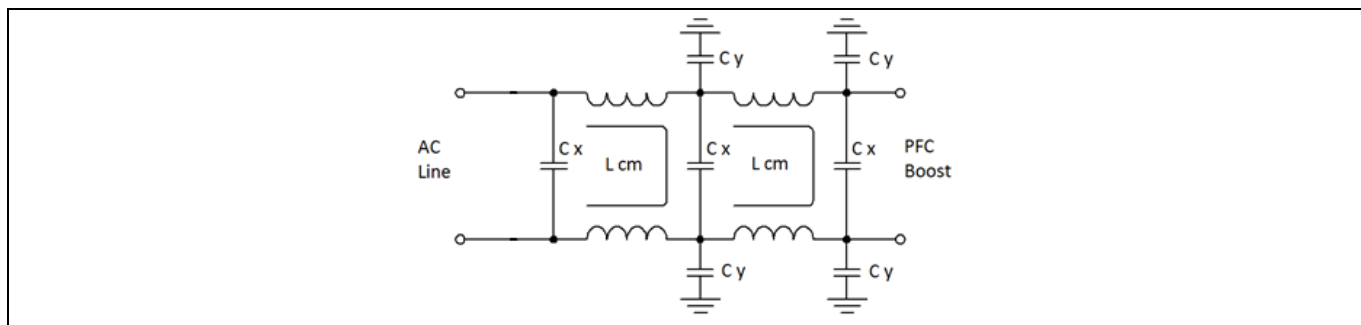 C y
C y
AC
Line
C x
L cm
C x
L cm
C x
PFC
Boost
C y
C y